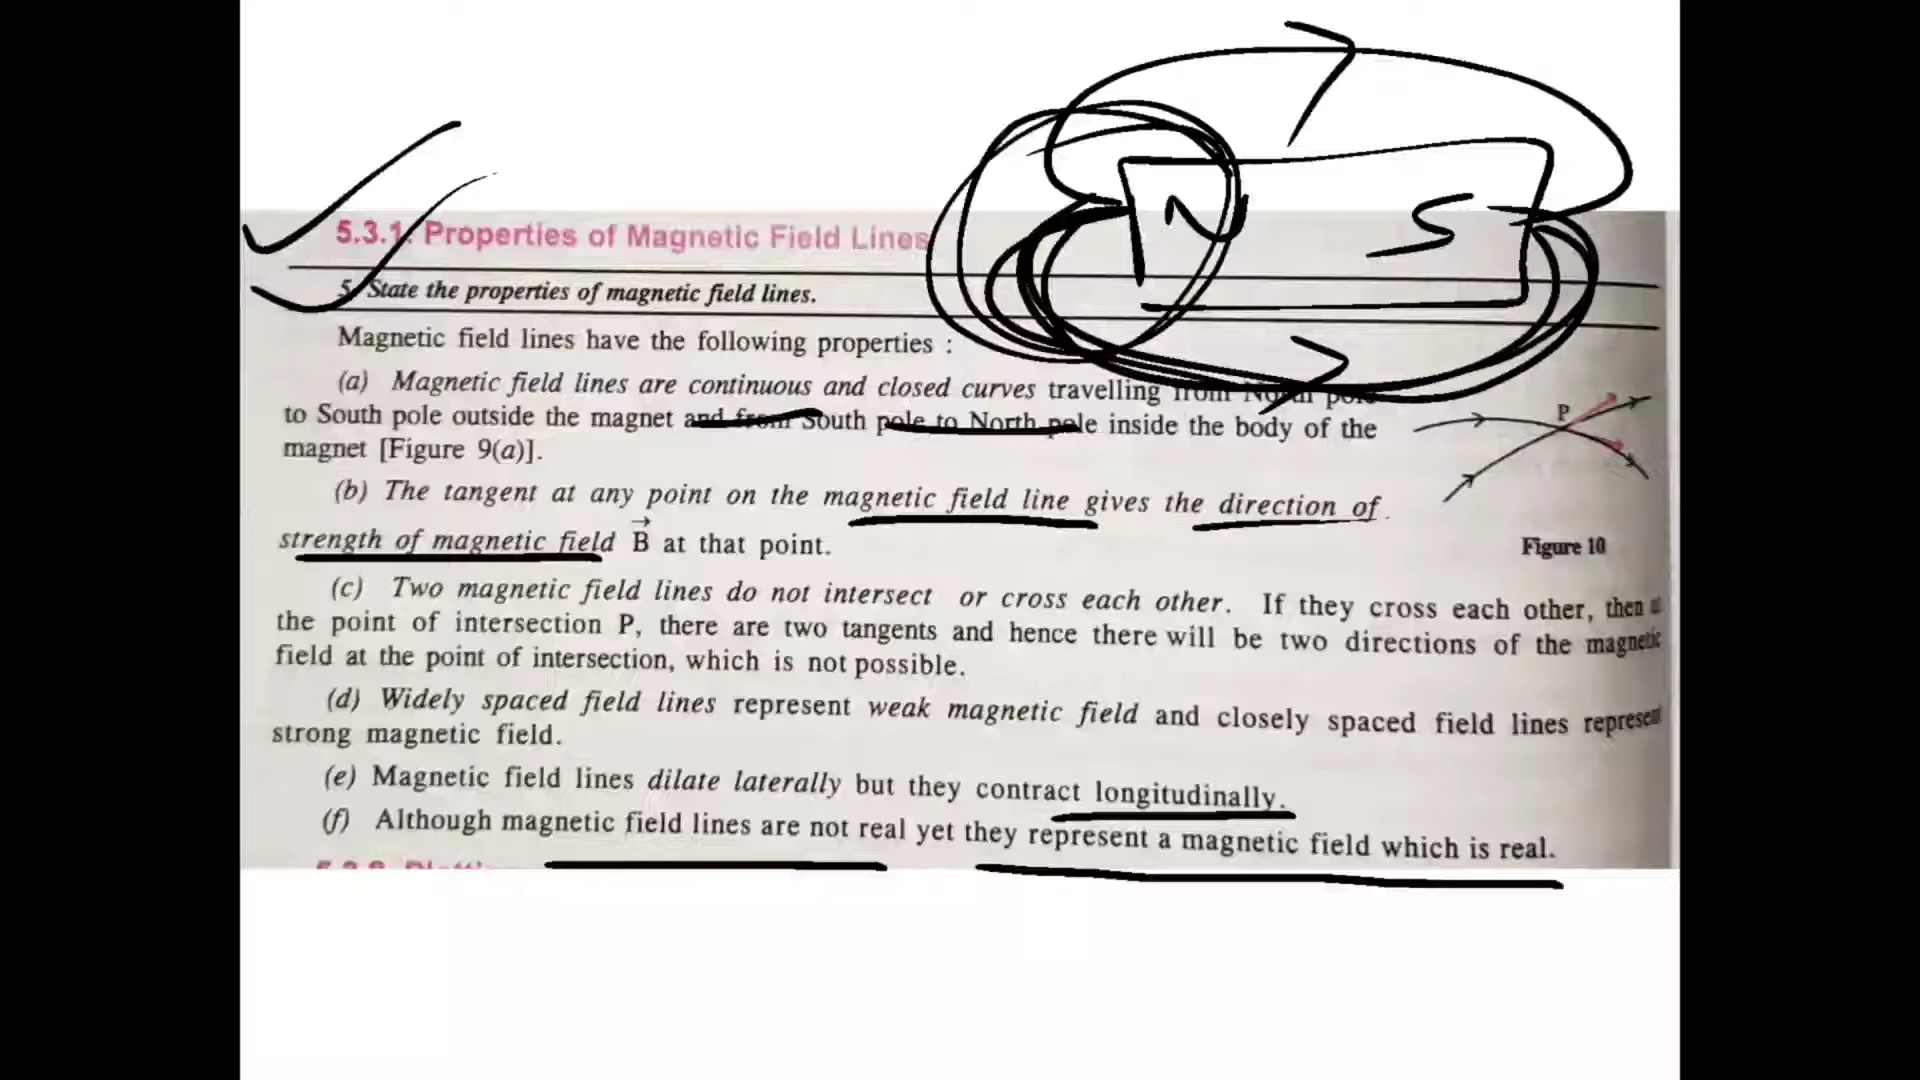 N S
5.3.1. Properties of Magnetic Field Lines
5. State the properties of magnetic field lines.
Magnetic field lines have the following properties :
(a) Magnetic field lines are continuous and closed curves travelling from North pole
to South pole outside the magnet and from South pole to North pole inside the body of the
magnet [Figure 9(a)].
P
(b) The tangent at any point on the magnetic field line gives the direction of
strength of magnetic field B⃗ at that point.
Figure 10
(c) Two magnetic field lines do not intersect or cross each other. If they cross each other, then at
the point of intersection P, there are two tangents and hence there will be two directions of the magnetic
field at the point of intersection, which is not possible.
(d) Widely spaced field lines represent weak magnetic field and closely spaced field lines represent
strong magnetic field.
(e) Magnetic field lines dilate laterally but they contract longitudinally.
(f) Although magnetic field lines are not real yet they represent a magnetic field which is real.